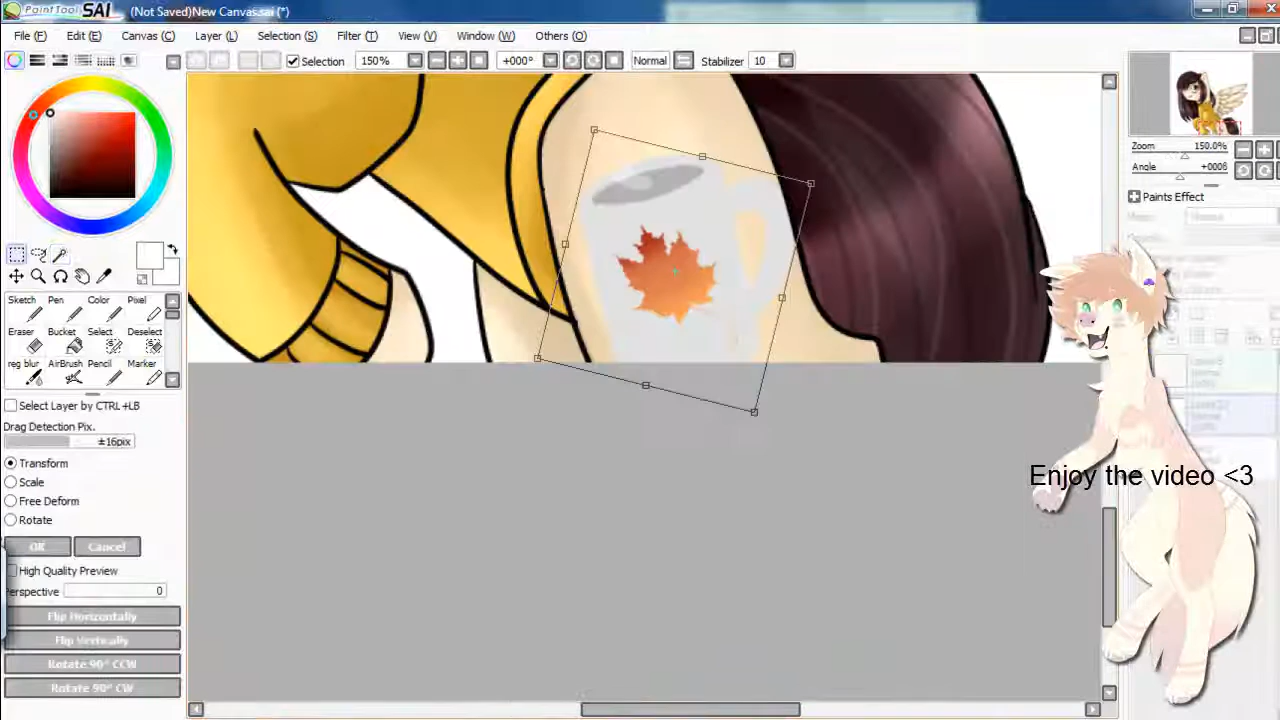 PaintTool SAI (Not Saved)New Canvas.sai (*)
File (F) Edit (E) Canvas (C) Layer (L) Selection (S) Filter (T) View (V) Window (W) Others (O)
Selection 150% +000° Normal Stabilizer 10
Zoom 150.0%
Angle +000ß
Paints Effect
Sketch Pen Color Pixel
Eraser Bucket Select Deselect
reg blur AirBrush Pencil Marker
Select Layer by CTRL+LB
Drag Detection Pix.
±16pix
Transform
Scale
Free Deform
Rotate
OK Cancel
High Quality Preview
Perspective 0
Flip Horizontally
Flip Vertically
Rotate 90° CCW
Rotate 90° CW
Enjoy the video <3